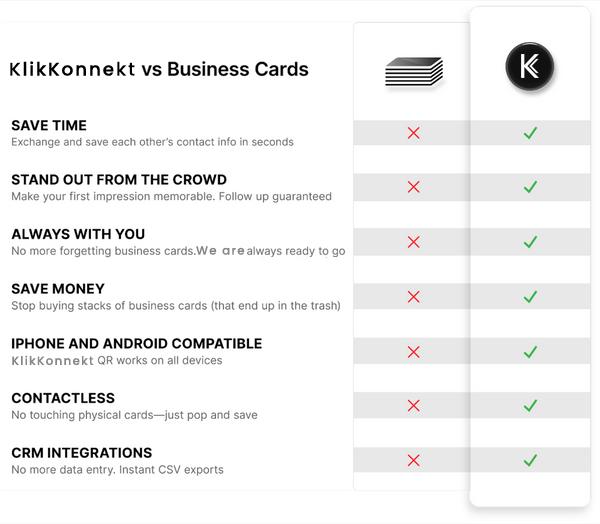 KlikKonnekt vs Business Cards
K
SAVE TIME
Exchange and save each other's contact info in seconds
STAND OUT FROM THE CROWD
Make your first impression memorable. Follow up guaranteed
ALWAYS WITH YOU
No more forgetting business cards.We are always ready to go
SAVE MONEY
Stop buying stacks of business cards (that end up in the trash)
IPHONE AND ANDROID COMPATIBLE
KlikKonnekt QR works on all devices
CONTACTLESS
No touching physical cards—just pop and save
CRM INTEGRATIONS
No more data entry. Instant CSV exports